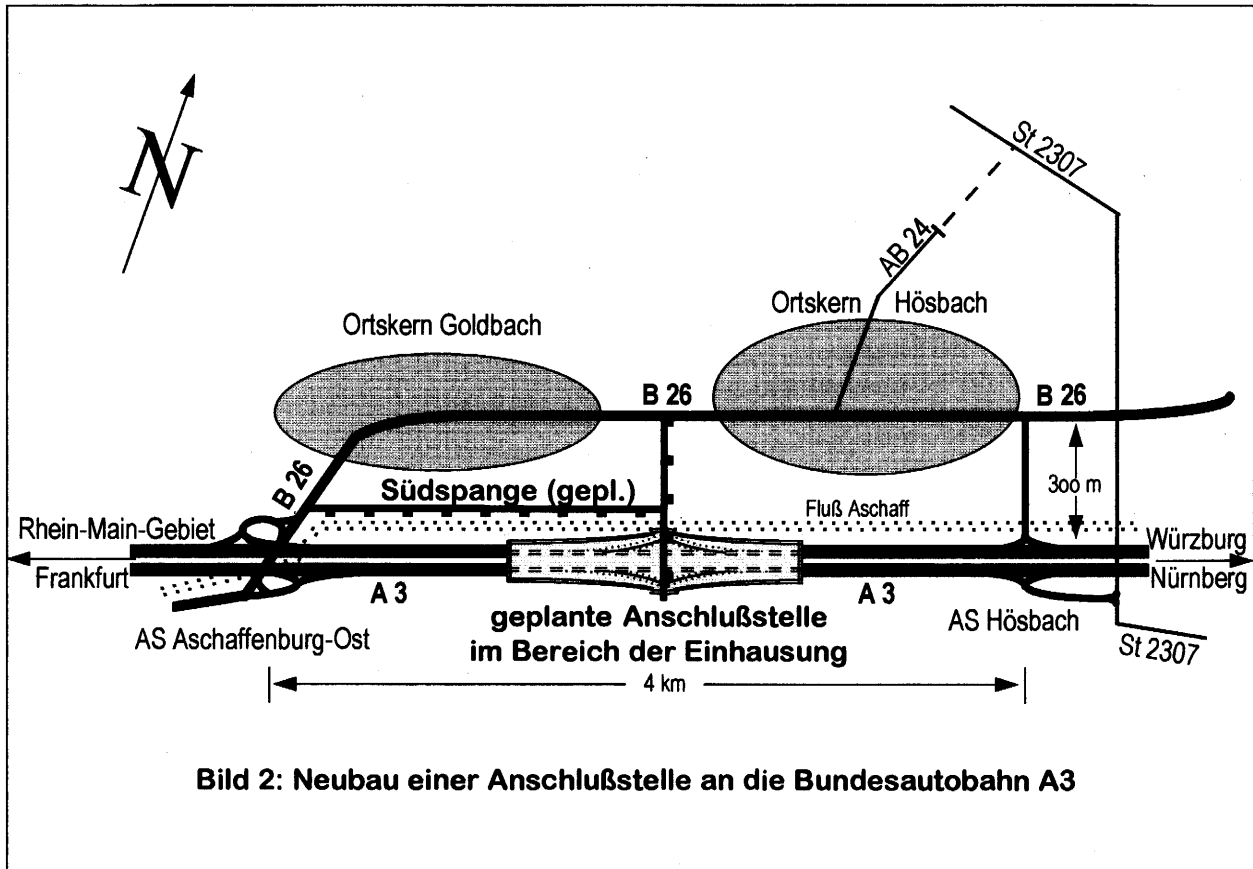 N
St 2307
AB 24
Ortskern Hösbach
Ortskern Goldbach
B 26
B 26
B 26
Südspange (gepl.)
3oo m
Fluß Aschaff
Rhein-Main-Gebiet
Würzburg
Frankfurt
Nürnberg
A 3
A 3
geplante Anschlußstelle
im Bereich der Einhausung
AS Aschaffenburg-Ost
AS Hösbach
St 2307
4 km
Bild 2: Neubau einer Anschlußstelle an die Bundesautobahn A3